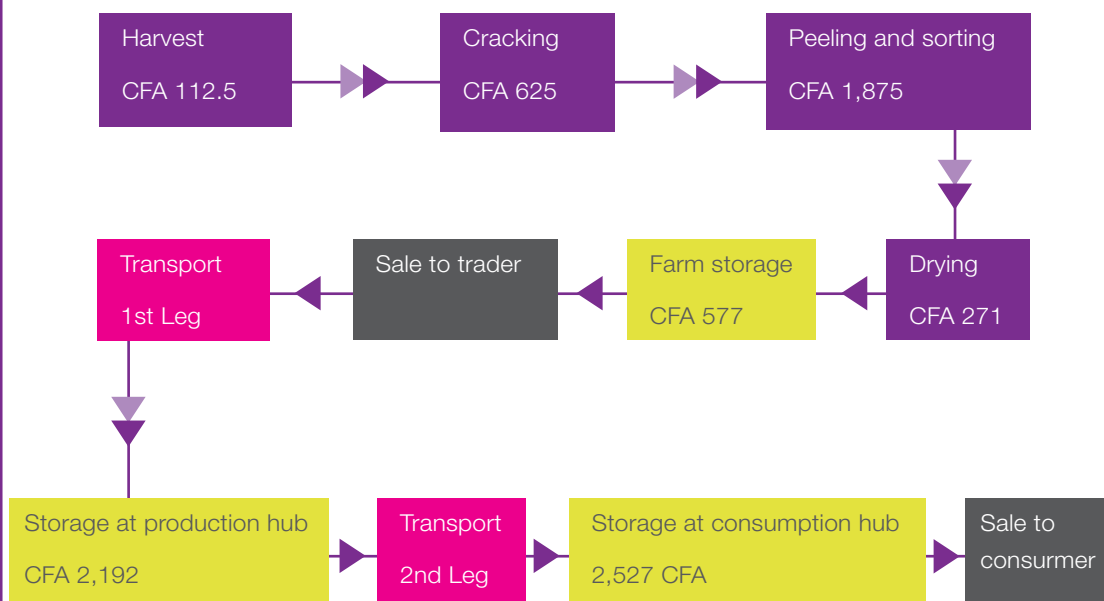 Harvest
CFA 112.5
Cracking
CFA 625
Peeling and sorting
CFA 1,875
Transport
1st Leg
Sale to trader
Farm storage
CFA 577
Drying
CFA 271
Storage at production hub
CFA 2,192
Transport
2nd Leg
Storage at consumption hub
2,527 CFA
Sale to
consurmer